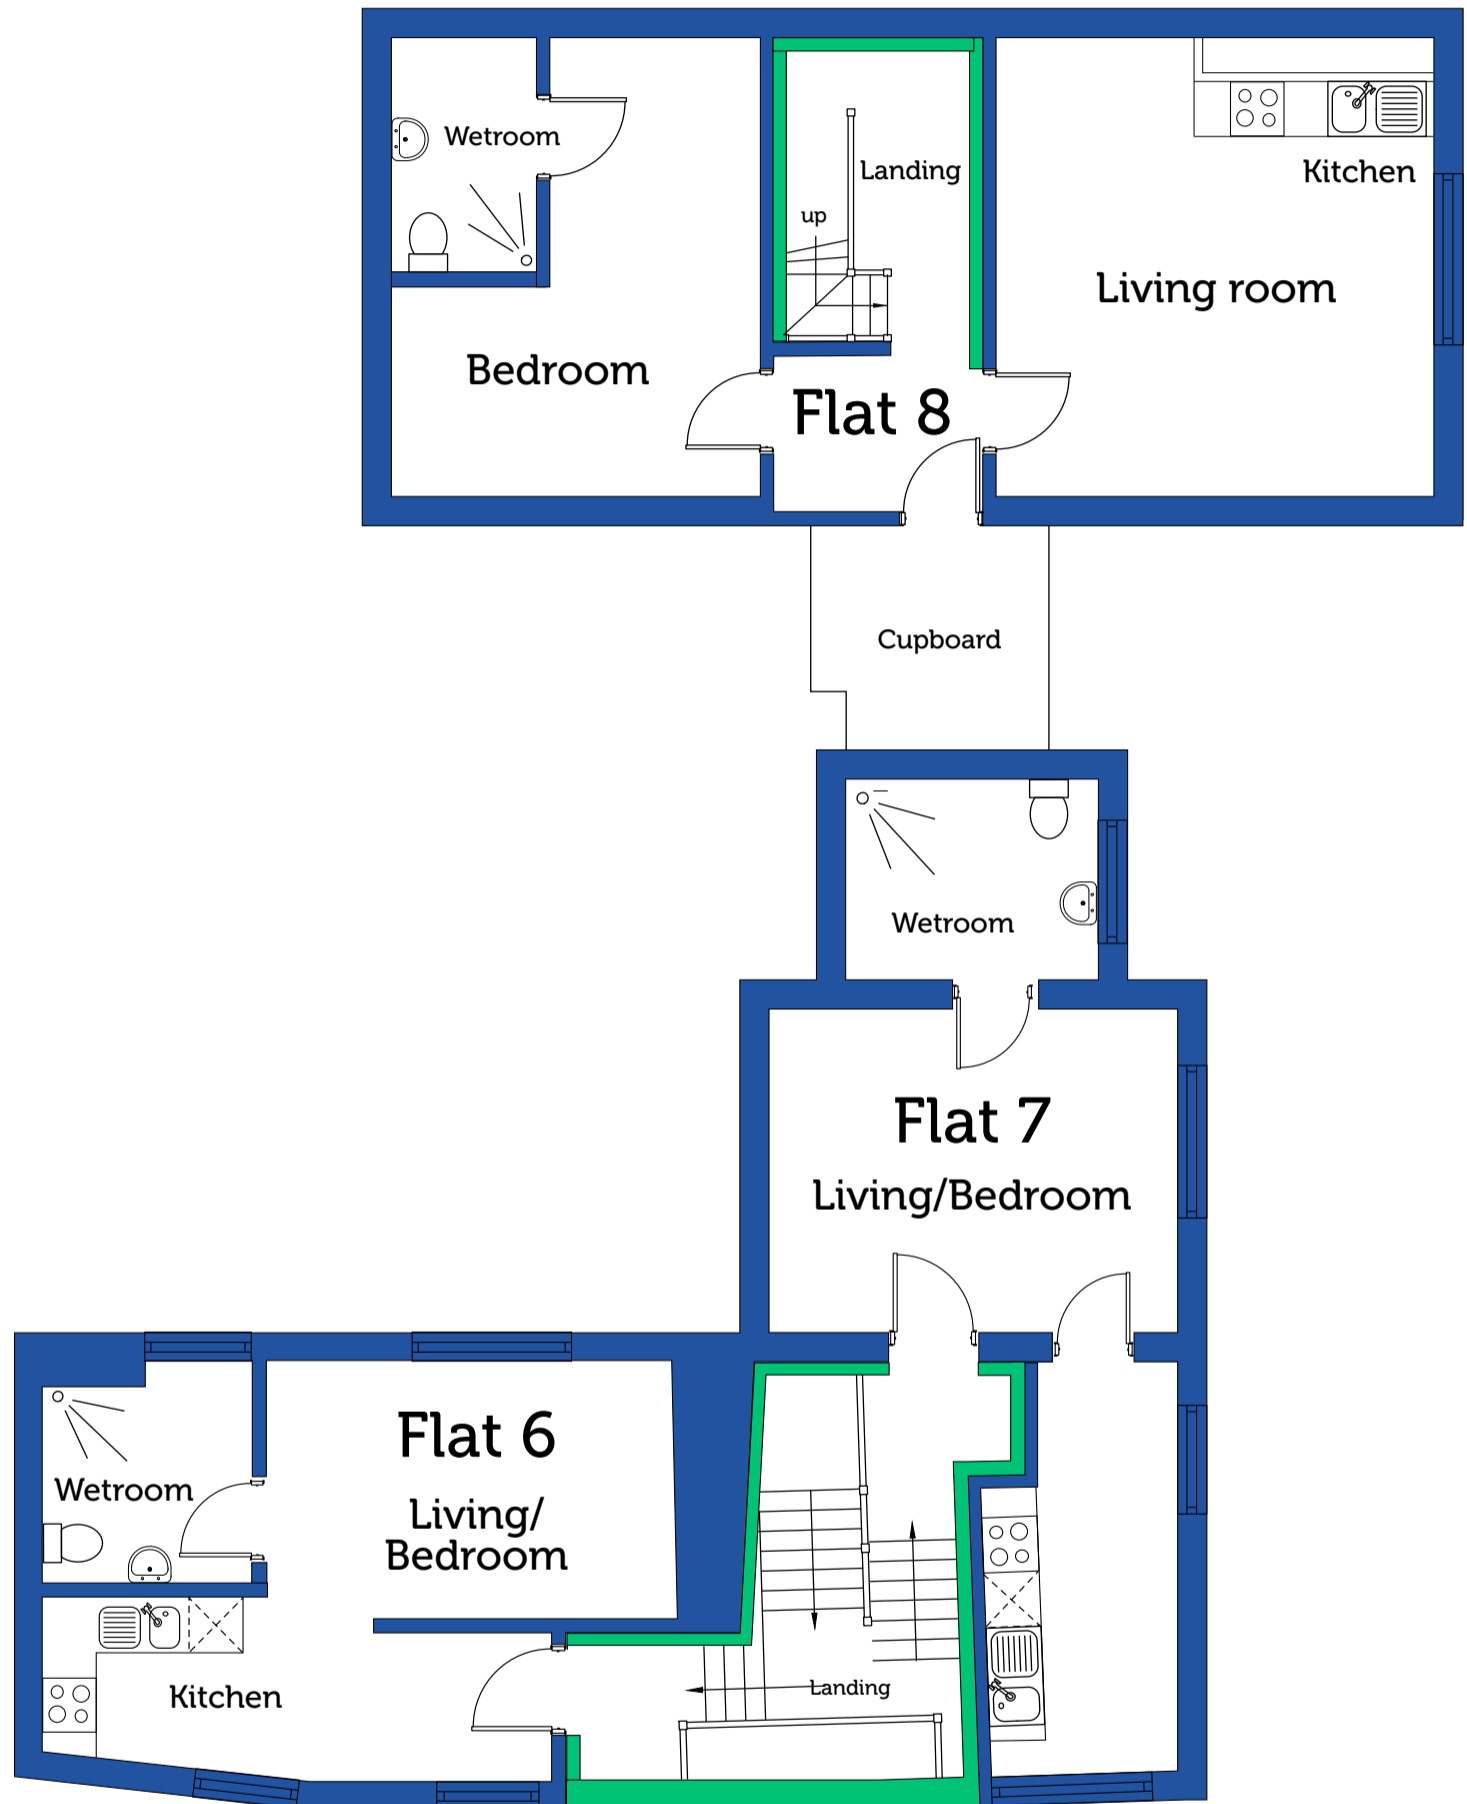 Wetroom
Landing
Kitchen
up
Living room
Bedroom
Flat 8
Cupboard
Wetroom
Flat 7
Living/Bedroom
Flat 6
Wetroom
Living/
Bedroom
Kitchen
Landing